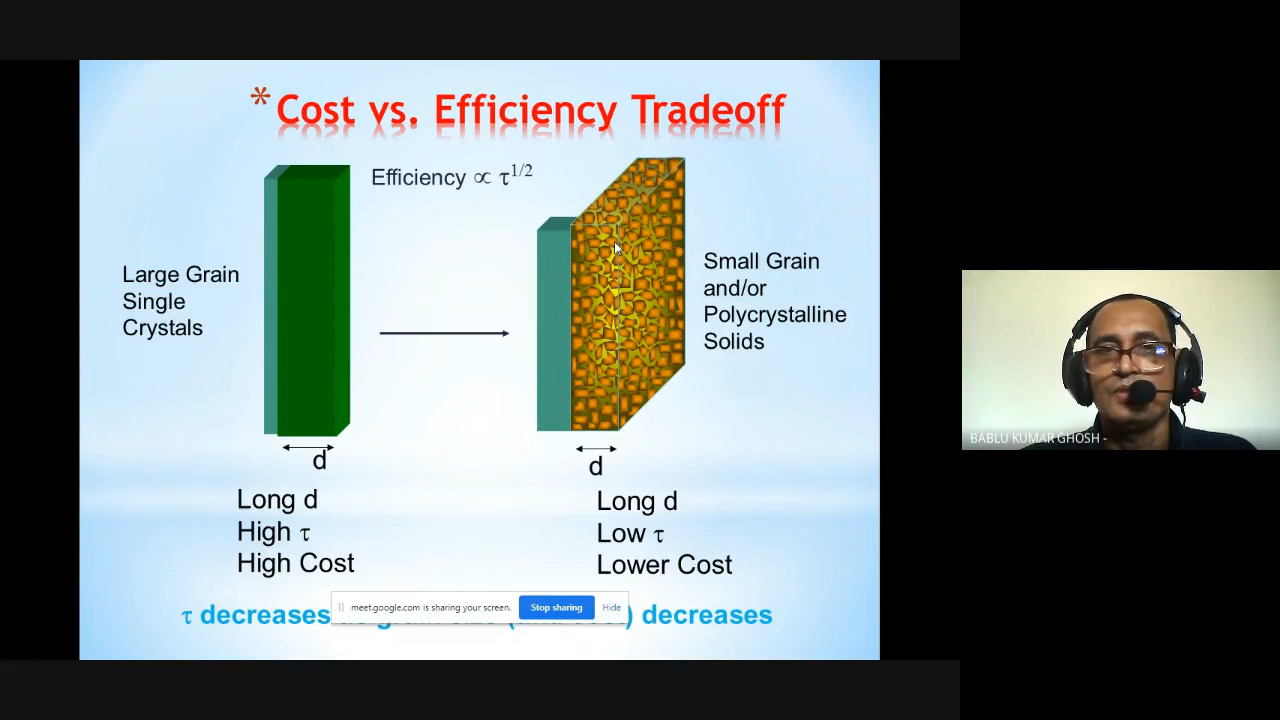 * Cost vs. Efficiency Tradeoff
Efficiency ∝ τ^1/2
Large Grain
Single
Crystals
Small Grain
and/or
Polycrystalline
Solids
d
d
Long d
High τ
High Cost
Long d
Low τ
Lower Cost
τ decreases decreases
meet.google.com is sharing your screen. Stop sharing Hide
BABLU KUMAR GHOSH -